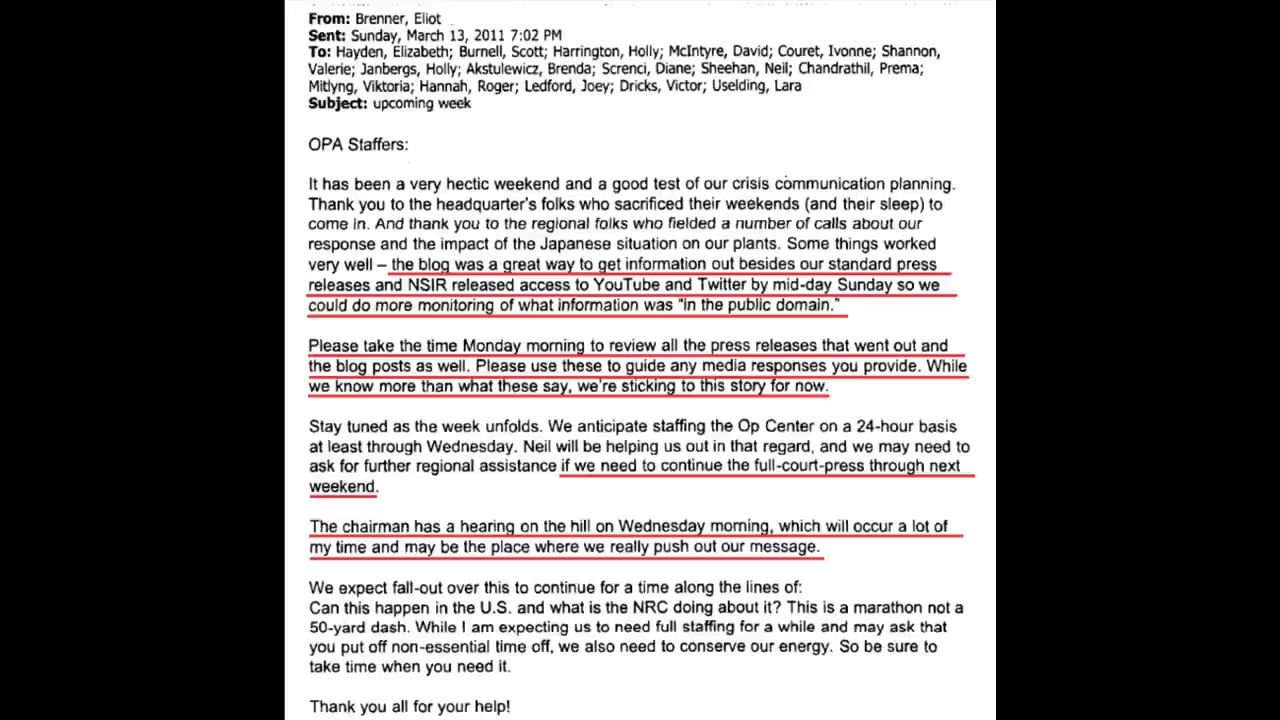 From: Brenner, Eliot
Sent: Sunday, March 13, 2011 7:02 PM
To: Hayden, Elizabeth; Burnell, Scott; Harrington, Holly; McIntyre, David; Couret, Ivonne; Shannon,
Valerie; Janbergs, Holly; Akstulewicz, Brenda; Screnci, Diane; Sheehan, Neil; Chandrathil, Prema;
Mitlyng, Viktoria; Hannah, Roger; Ledford, Joey; Dricks, Victor; Uselding, Lara
Subject: upcoming week
OPA Staffers:
It has been a very hectic weekend and a good test of our crisis communication planning.
Thank you to the headquarter's folks who sacrificed their weekends (and their sleep) to
come in. And thank you to the regional folks who fielded a number of calls about our
response and the impact of the Japanese situation on our plants. Some things worked
very well – the blog was a great way to get information out besides our standard press
releases and NSIR released access to YouTube and Twitter by mid-day Sunday so we
could do more monitoring of what information was "in the public domain."
Please take the time Monday morning to review all the press releases that went out and
the blog posts as well. Please use these to guide any media responses you provide. While
we know more than what these say, we're sticking to this story for now.
Stay tuned as the week unfolds. We anticipate staffing the Op Center on a 24-hour basis
at least through Wednesday. Neil will be helping us out in that regard, and we may need to
ask for further regional assistance if we need to continue the full-court-press through next
weekend.
The chairman has a hearing on the hill on Wednesday morning, which will occur a lot of
my time and may be the place where we really push out our message.
We expect fall-out over this to continue for a time along the lines of:
Can this happen in the U.S. and what is the NRC doing about it? This is a marathon not a
50-yard dash. While I am expecting us to need full staffing for a while and may ask that
you put off non-essential time off, we also need to conserve our energy. So be sure to
take time when you need it.
Thank you all for your help!